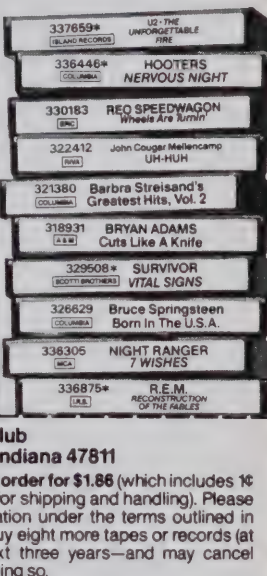 337659*
U2 · THE
UNFORGETTABLE
FIRE
ISLAND RECORDS
336446*
HOOTERS
COLUMBIA
NERVOUS NIGHT
330183
REO SPEEDWAGON
EPIC
Wheels Are Turnin'
322412
John Cougar Mellencamp
RIVA
UH-HUH
321380
Barbra Streisand's
COLUMBIA
Greatest Hits, Vol. 2
318931
BRYAN ADAMS
A&M
Cuts Like A Knife
329508*
SURVIVOR
SCOTTI BROTHERS
VITAL SIGNS
326629
Bruce Springsteen
COLUMBIA
Born In The U.S.A.
338305
NIGHT RANGER
MCA
7 WISHES
336875*
R.E.M.
I.R.S.
RECONSTRUCTION
OF THE FABLES
lub
ndiana 47811
order for $1.86 (which includes 1¢
or shipping and handling). Please
ation under the terms outlined in
uy eight more tapes or records (at
xt three years—and may cancel
ing so.